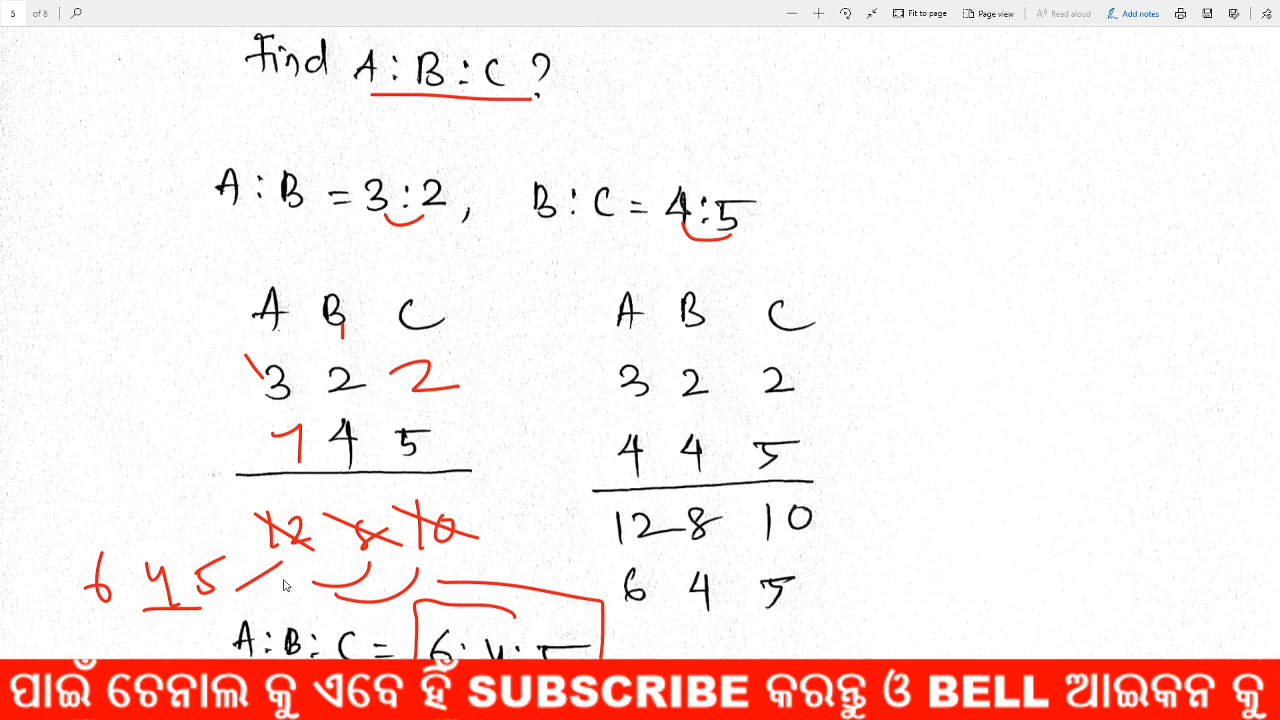 5 of 8 Fit to page Page view Read aloud Add notes
Find A : B : C ?
A : B = 3 : 2 , B : C = 4 : 5
A B C A B C
3 2 2 3 2 2
4 5 4 4 5
12 8 10 12 8 10
6 4 5 6 4 5
A : B : C = 6 : 4 : 5
ପାଇଁ ଚେନାଲ କୁ ଏବେ ହିଁ SUBSCRIBE କରନ୍ତୁ ଓ BELL ଆଇକନ କୁ